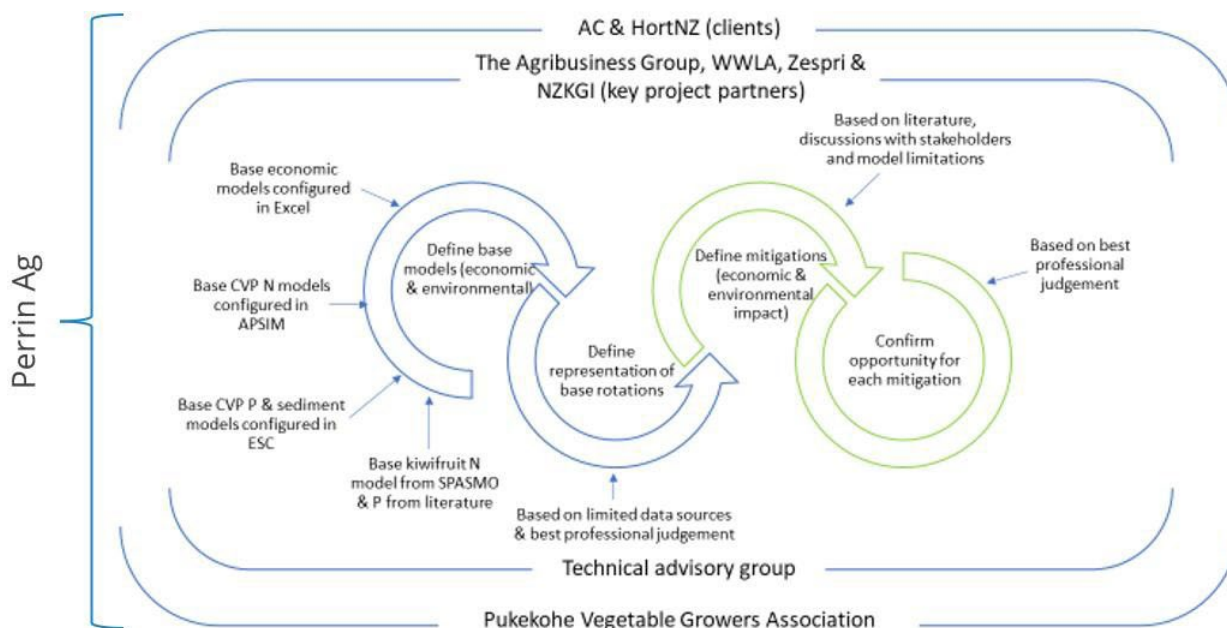 AC & HortNZ (clients)
The Agribusiness Group, WWLA, Zespri &
NZKGI (key project partners)
Perrin Ag
Base economic
models configured
in Excel
Base CVP N models
configured in
APSIM
Base CVP P & sediment
models configured in
ESC
Base kiwifruit N
model from SPASMO
& P from literature
Define base
models (economic
& environmental)
Define
representation of
base rotations
Based on limited data sources
& best professional judgement
Define mitigations
(economic &
environmental
impact)
Based on literature,
discussions with stakeholders
and model limitations
Confirm
opportunity for
each mitigation
Based on best
professional
judgement
Technical advisory group
Pukekohe Vegetable Growers Association